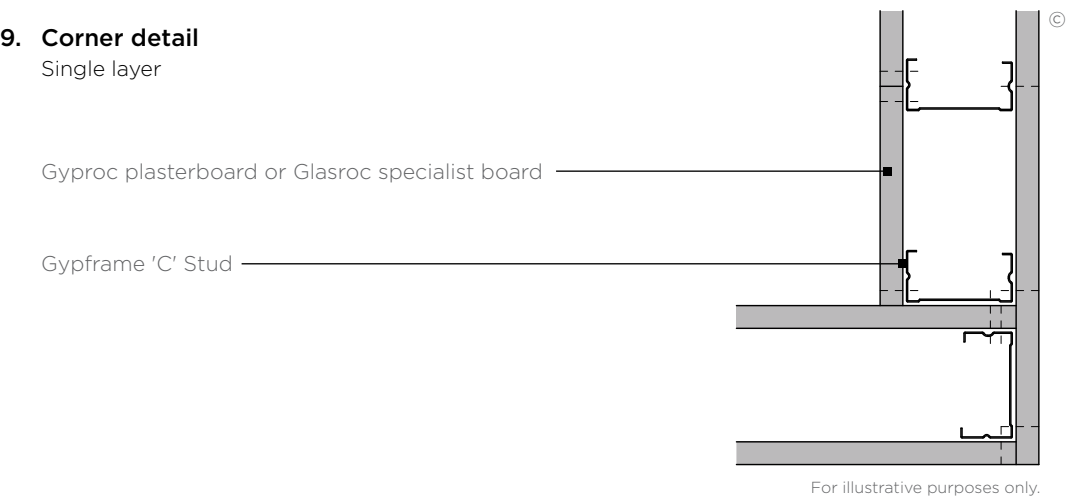 9. Corner detail
Single layer
©
Gyproc plasterboard or Glasroc specialist board
Gypframe 'C' Stud
For illustrative purposes only.